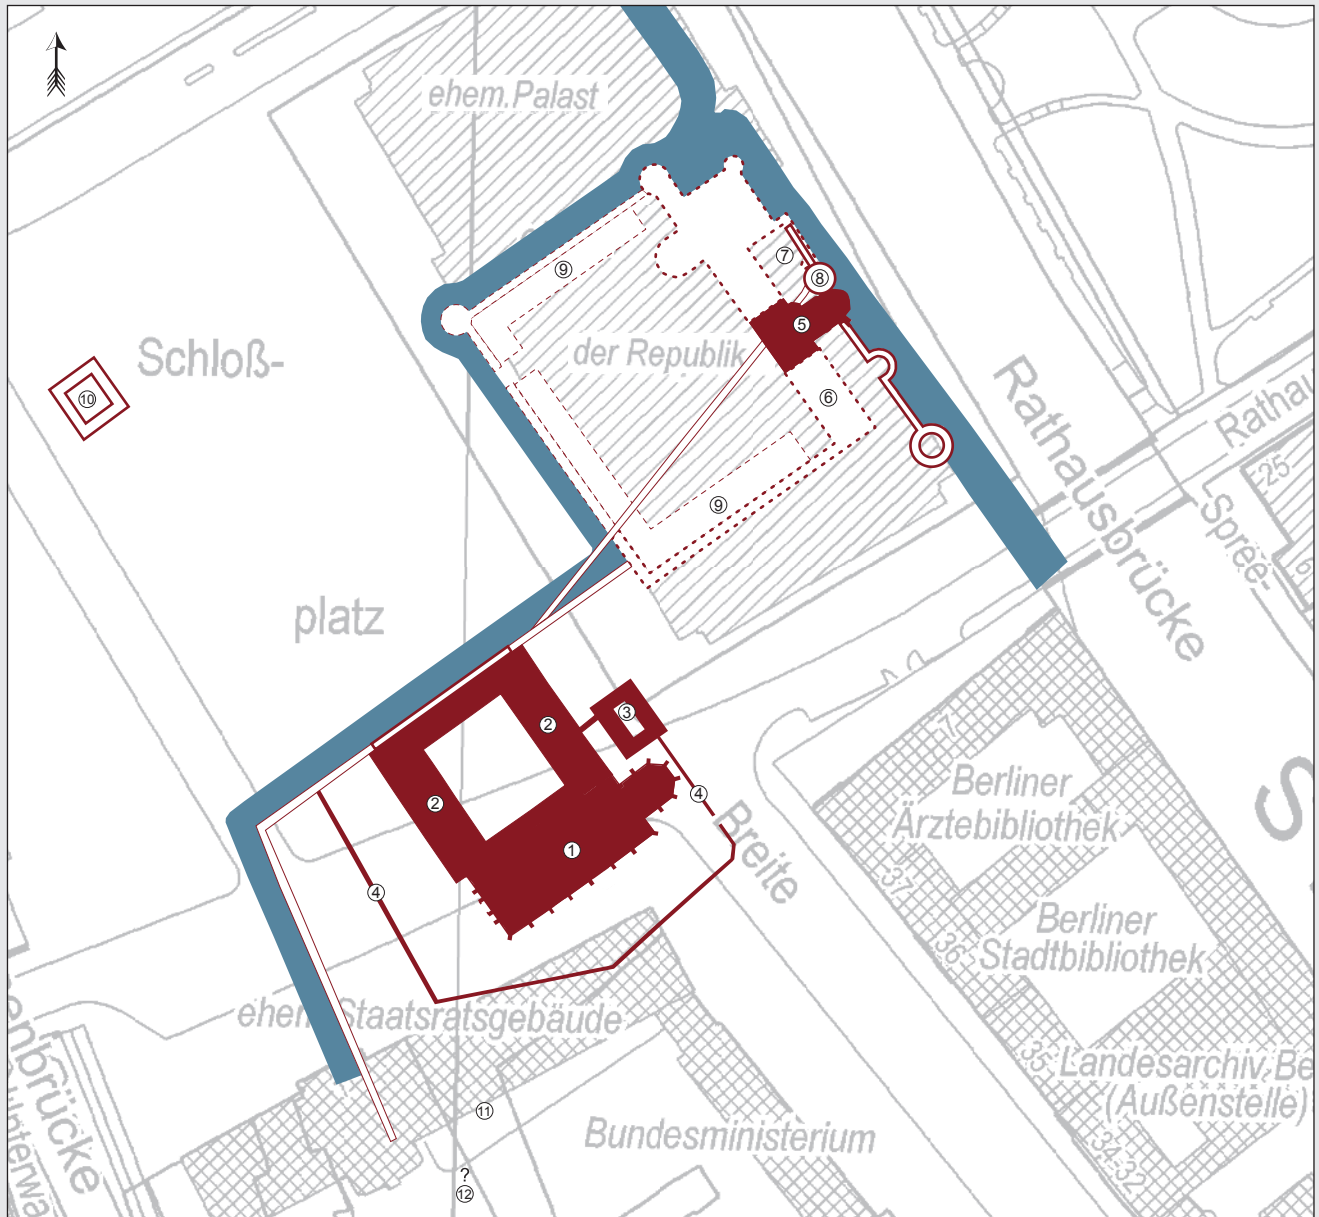 ehem.Palast
⑦
⑨
⑧
⑤
Schloß-
der Republik
⑩
⑥
Rathausbrücke
Rathau
25
⑨
Spree-
platz
③
②
7
④
②
Berliner
Ärztebibliothek
①
Breite
37
④
36
Berliner
Stadtbibliothek
ehem. Staatsratsgebäude
enbrücke
35
Landesarchiv Be
(Außenstelle)
⑪
Bundesministerium
34-32
?
⑫